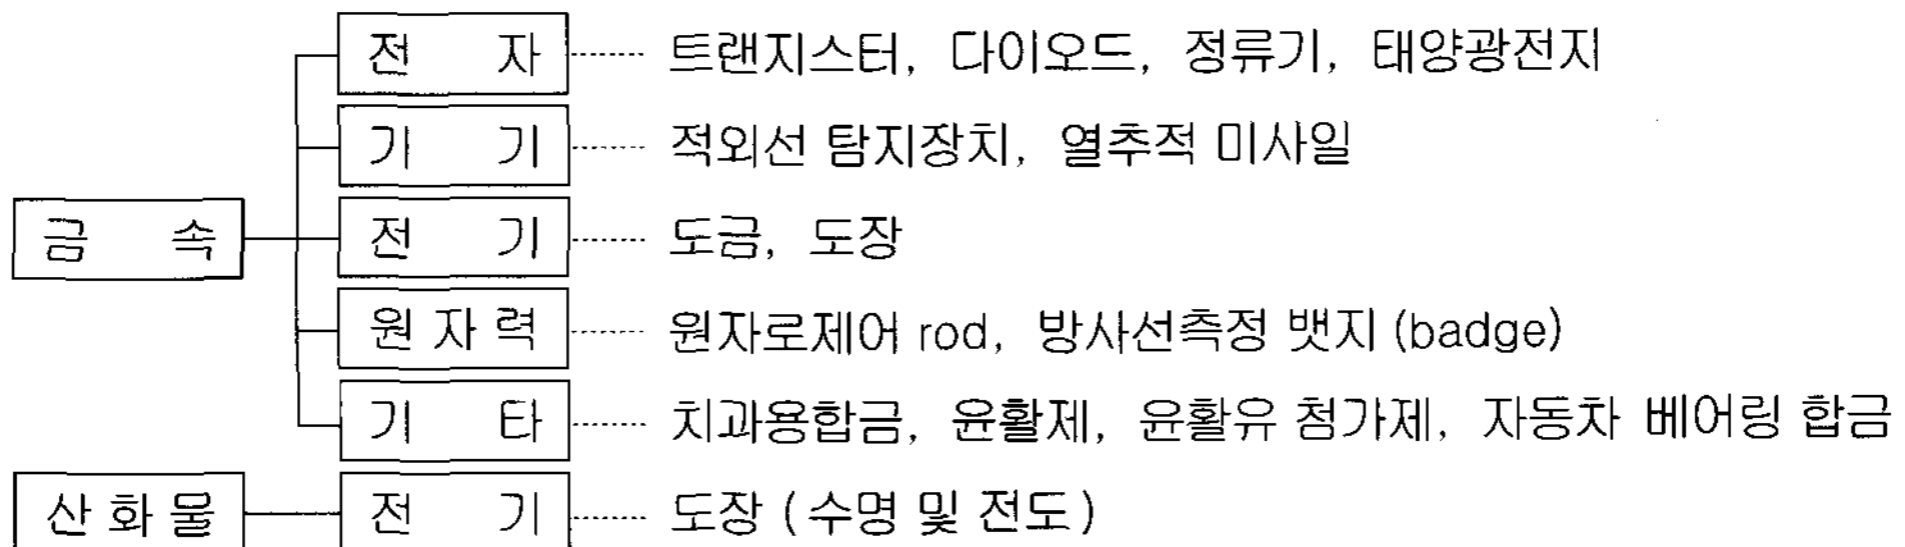 전 자 트랜지스터, 다이오드, 정류기, 태양광전지
기 기 적외선 탐지장치, 열추적 미사일
금 속 전 기 도금, 도장
원 자 력 원자로제어 rod, 방사선측정 뱃지 (badge)
기 타 치과용합금, 윤활제, 윤활유 첨가제, 자동차 베어링 합금
산 화 물 전 기 도장 (수명 및 전도)